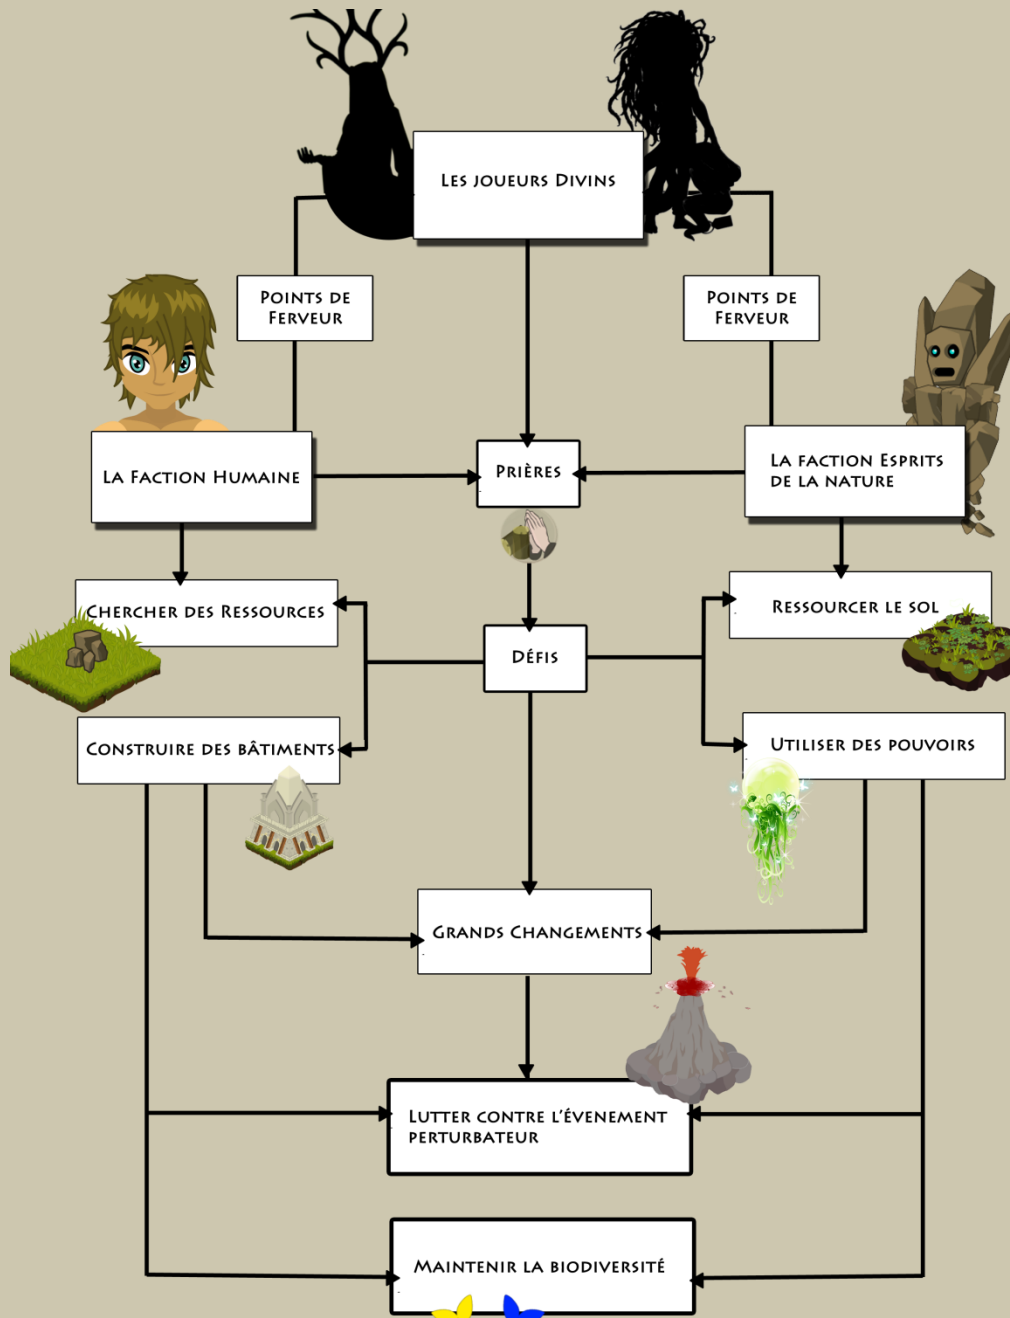 Les joueurs Divins
Points de
Ferveur
Points de
Ferveur
La Faction Humaine
Prières
La faction Esprits
de la nature
Chercher des Ressources
Ressourcer le sol
Défis
Construire des bâtiments
Utiliser des pouvoirs
Grands Changements
Lutter contre l'évenement
perturbateur
Maintenir la biodiversité